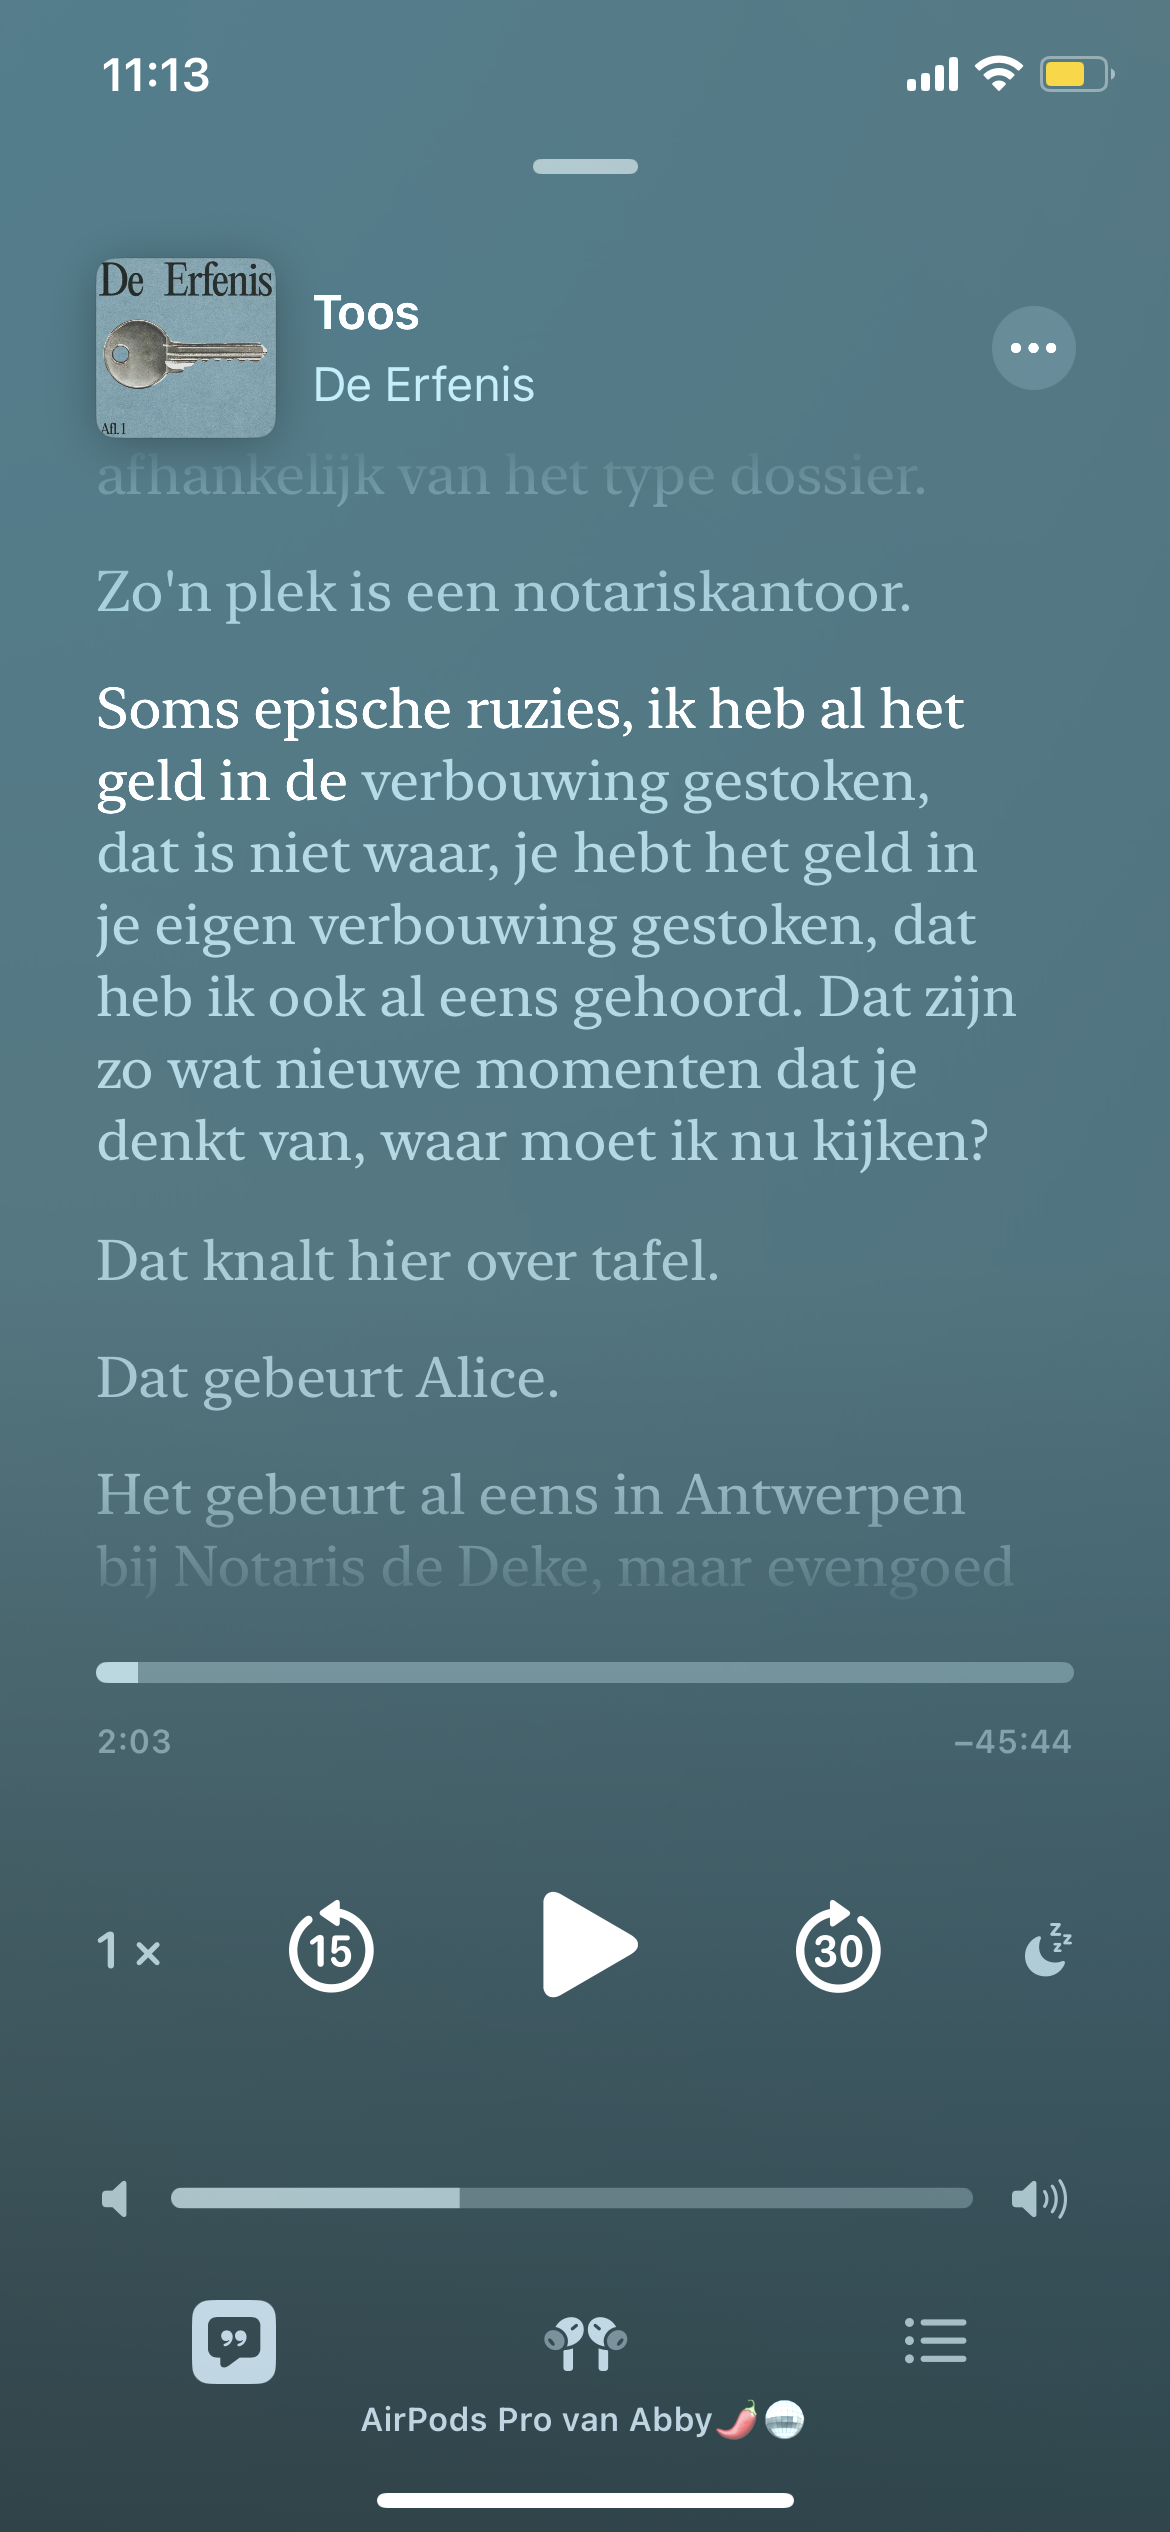 11:13
De Erfenis
Afl.1
Toos
De Erfenis
afhankelijk van het type dossier.
Zo'n plek is een notariskantoor.
Soms epische ruzies, ik heb al het
geld in de verbouwing gestoken,
dat is niet waar, je hebt het geld in
je eigen verbouwing gestoken, dat
heb ik ook al eens gehoord. Dat zijn
zo wat nieuwe momenten dat je
denkt van, waar moet ik nu kijken?
Dat knalt hier over tafel.
Dat gebeurt Alice.
Het gebeurt al eens in Antwerpen
bij Notaris de Deke, maar evengoed
2:03
–45:44
1 ×
15
30
z z z
AirPods Pro van Abby🌶️🪩